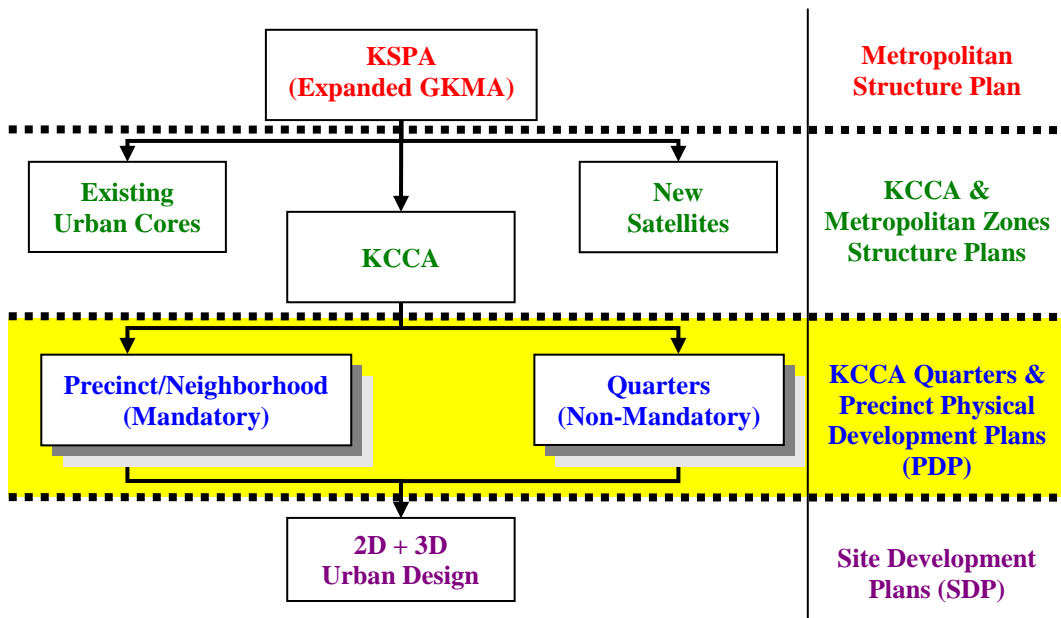 KSPA
(Expanded GKMA)
Metropolitan
Structure Plan
Existing
Urban Cores
KCCA
New
Satellites
KCCA &
Metropolitan Zones
Structure Plans
Precinct/Neighborhood
(Mandatory)
Quarters
(Non-Mandatory)
KCCA Quarters &
Precinct Physical
Development Plans
(PDP)
2D + 3D
Urban Design
Site Development
Plans (SDP)